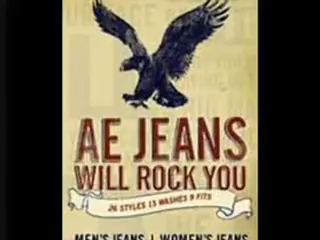 AE JEANS
WILL ROCK YOU
26 STYLES 15 WASHES 9 FITS
MEN'S JEANS | WOMEN'S JEANS